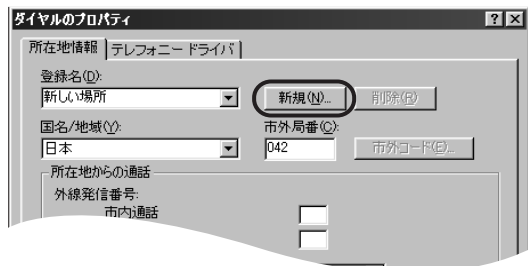 ダイヤルのプロパティ
所在地情報 テレフォニー ドライバ
登録名(D):
新しい場所 新規(N)... 削除(R)
国名/地域(Y): 市外局番(C):
日本 042 市外コード(E)...
所在地からの通話
外線発信番号:
市内通話